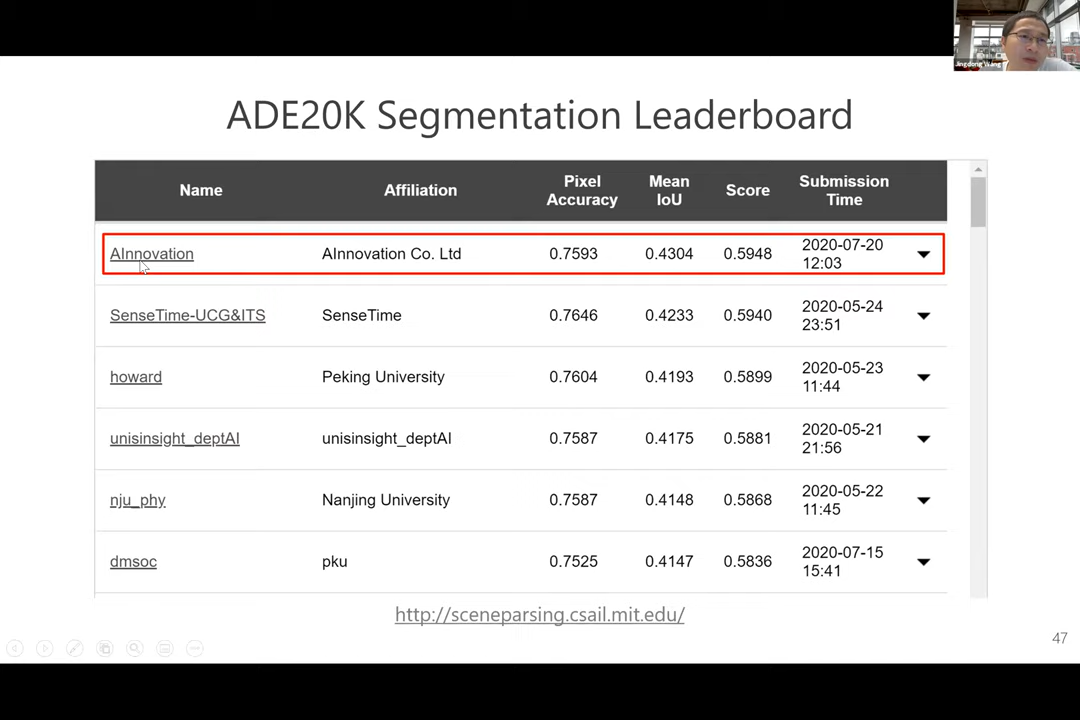 Jingdong Wang
ADE20K Segmentation Leaderboard
Name Affiliation Pixel Accuracy Mean IoU Score Submission Time
AInnovation AInnovation Co. Ltd 0.7593 0.4304 0.5948 2020-07-20 12:03
SenseTime-UCG&ITS SenseTime 0.7646 0.4233 0.5940 2020-05-24 23:51
howard Peking University 0.7604 0.4193 0.5899 2020-05-23 11:44
unisinsight_deptAI unisinsight_deptAI 0.7587 0.4175 0.5881 2020-05-21 21:56
nju_phy Nanjing University 0.7587 0.4148 0.5868 2020-05-22 11:45
dmsoc pku 0.7525 0.4147 0.5836 2020-07-15 15:41
http://sceneparsing.csail.mit.edu/
47